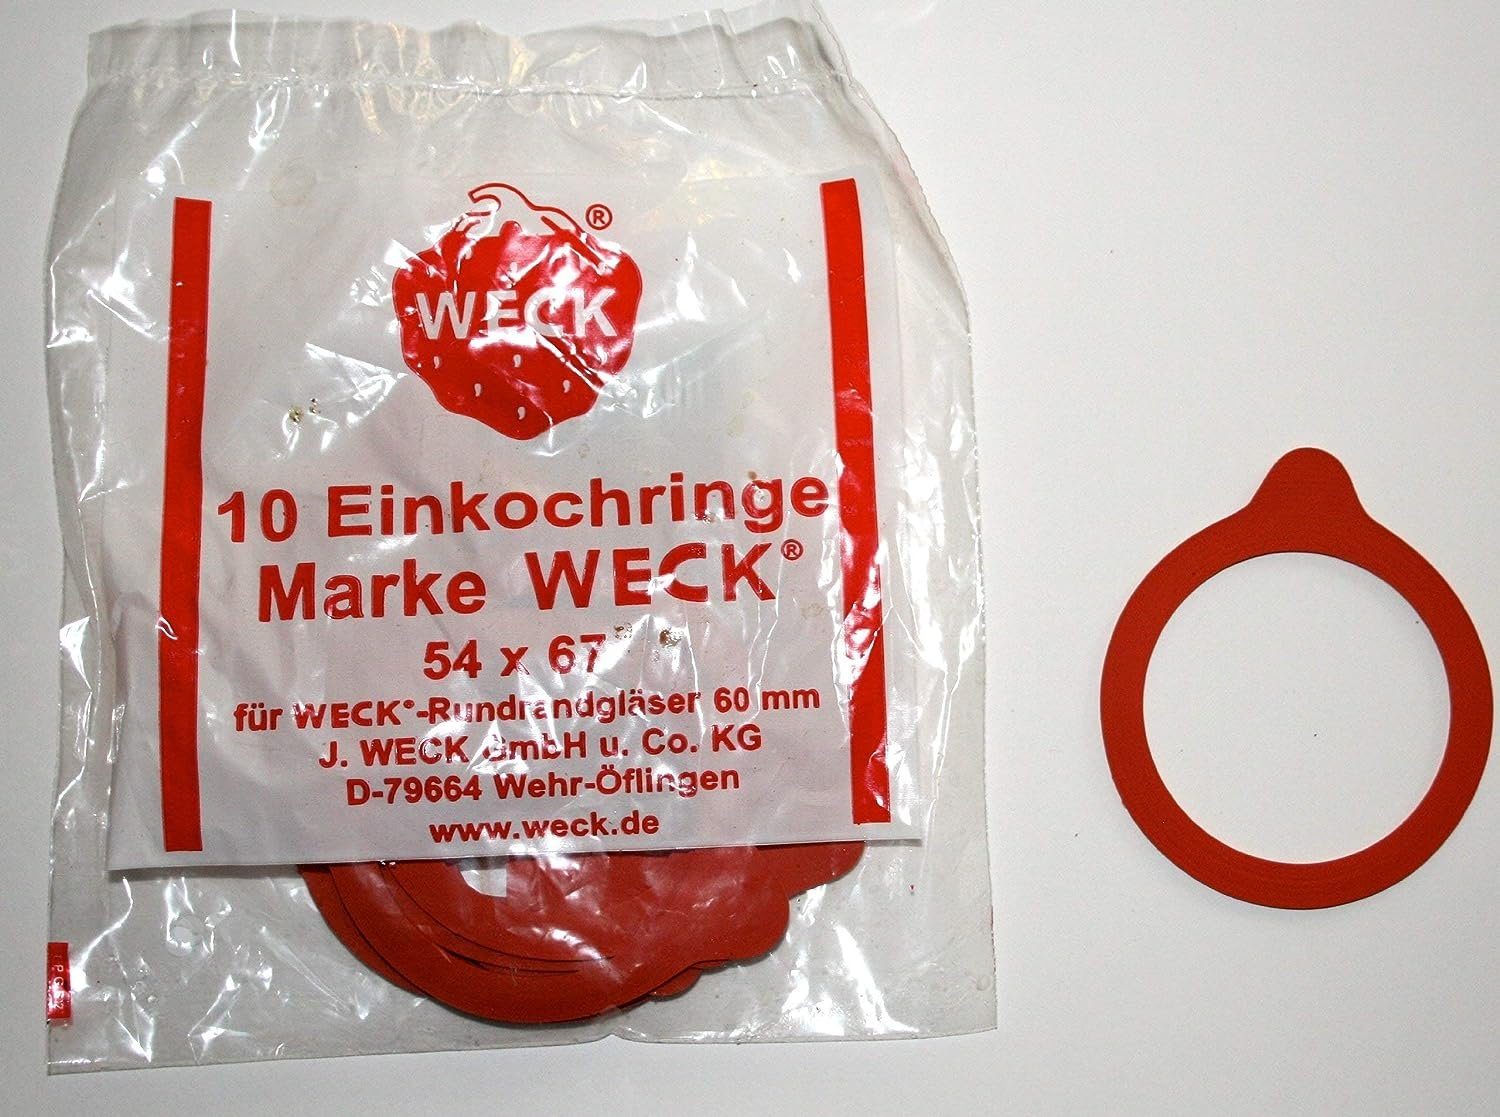 ®
WECK
10 Einkochringe
Marke WECK®
54 x 67
für WECK®-Rundrandgläser 60 mm
J. WECK GmbH u. Co. KG
D-79664 Wehr-Öflingen
www.weck.de